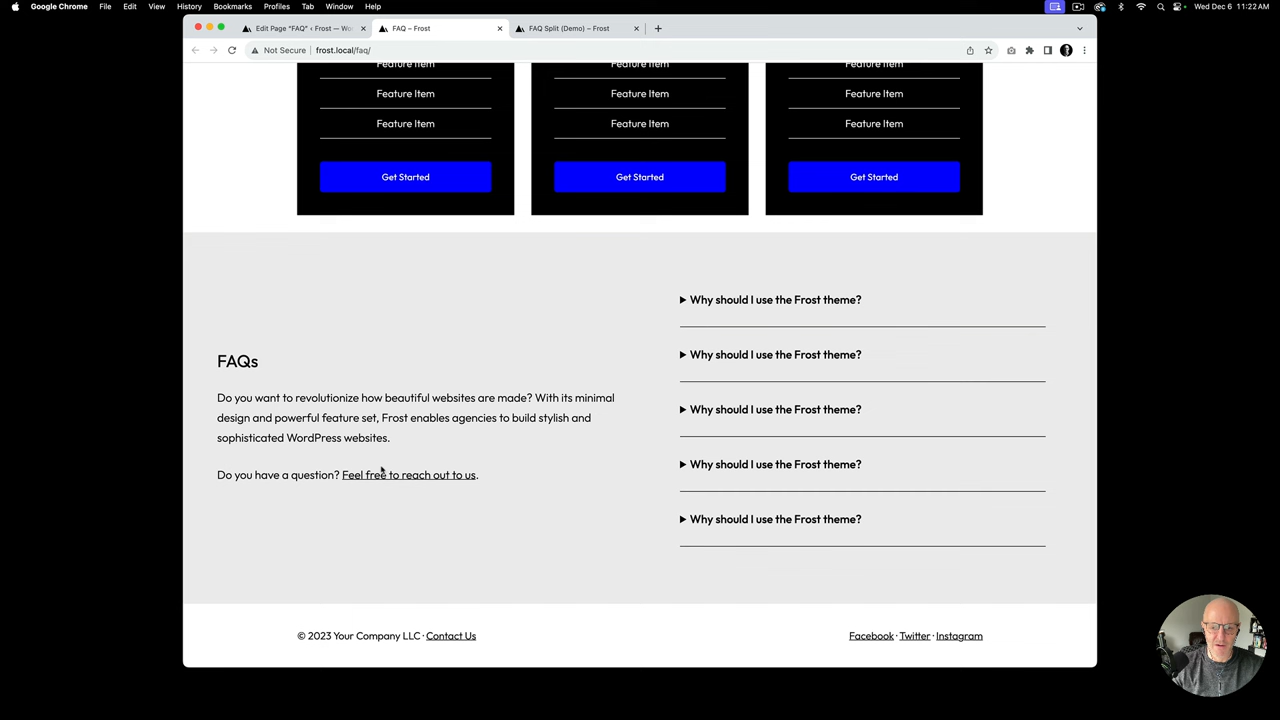 Google Chrome File Edit View History Bookmarks Profiles Tab Window Help Wed Dec 6 11:22 AM
Edit Page "FAQ" ‹ Frost — Wo
FAQ – Frost
FAQ Split (Demo) – Frost
Not Secure frost.local/faq/
Feature Item Feature Item Feature Item
Feature Item Feature Item Feature Item
Feature Item Feature Item Feature Item
Get Started Get Started Get Started
FAQs
Do you want to revolutionize how beautiful websites are made? With its minimal
design and powerful feature set, Frost enables agencies to build stylish and
sophisticated WordPress websites.
Do you have a question? Feel free to reach out to us.
Why should I use the Frost theme?
Why should I use the Frost theme?
Why should I use the Frost theme?
Why should I use the Frost theme?
Why should I use the Frost theme?
© 2023 Your Company LLC · Contact Us
Facebook · Twitter · Instagram